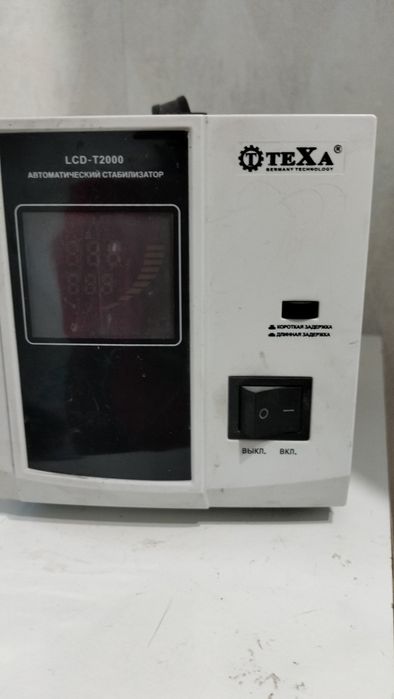 LCD-T2000
АВТОМАТИЧЕСКИЙ СТАБИЛИЗАТОР
T TEXA®
GERMANY TECHNOLOGY
КОРОТКАЯ ЗАДЕРЖКА
ДЛИННАЯ ЗАДЕРЖКА
ВЫКЛ. ВКЛ.